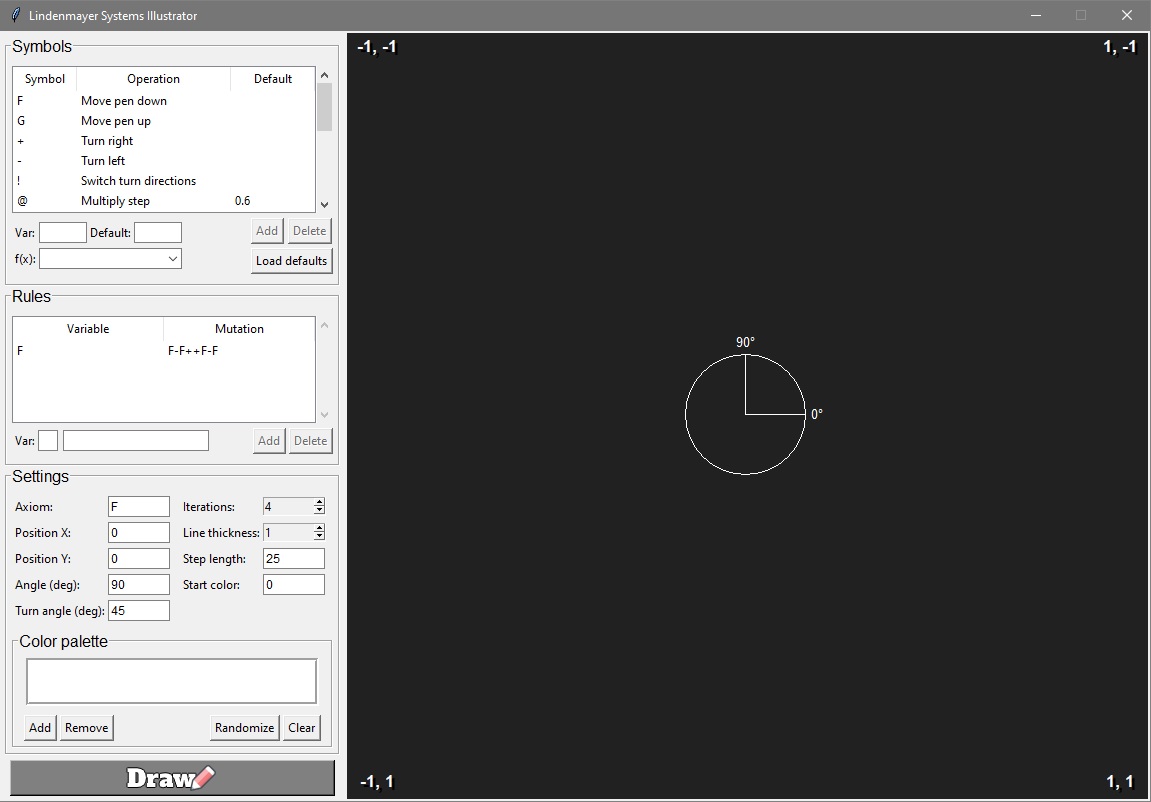 Lindenmayer Systems Illustrator
Symbols
Symbol Operation Default
F Move pen down
G Move pen up
+ Turn right
- Turn left
! Switch turn directions
@ Multiply step 0.6
Var: Default: Add Delete
f(x): Load defaults
Rules
Variable Mutation
F F-F++F-F
Var: Add Delete
Settings
Axiom: F Iterations: 4
Position X: 0 Line thickness: 1
Position Y: 0 Step length: 25
Angle (deg): 90 Start color: 0
Turn angle (deg): 45
Color palette
Add Remove Randomize Clear
Draw
-1, -1 1, -1
90°
0°
-1, 1 1, 1